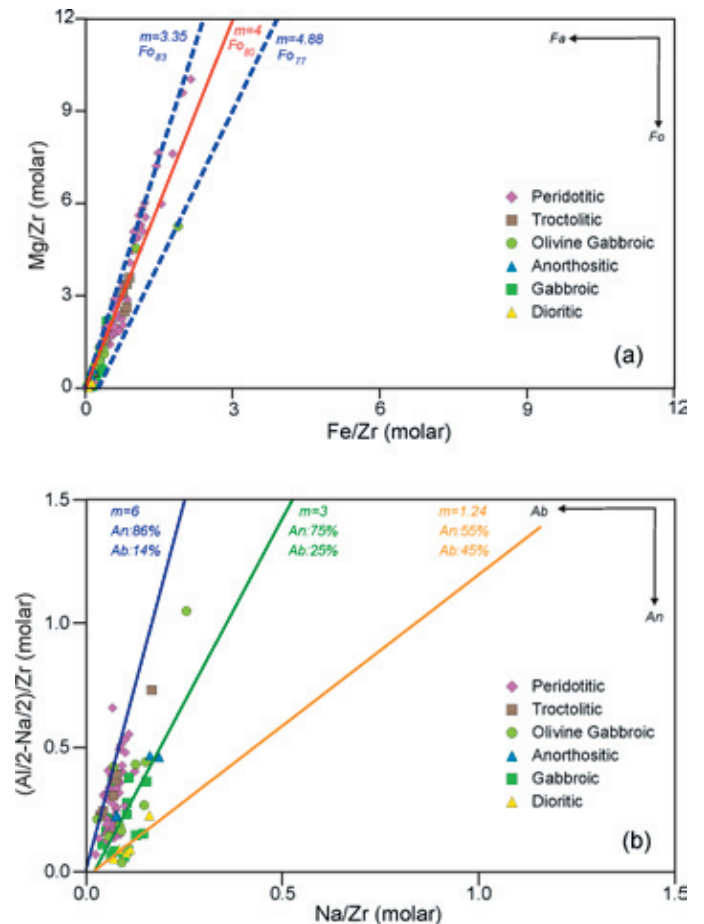 12
m=3.35
Fo83
m=4
Fo80
m=4.88
Fo77
Fa
Fo
9
6
3
0
Mg/Zr (molar)
Peridotitic
Troctolitic
Olivine Gabbroic
Anorthositic
Gabbroic
Dioritic
(a)
0 3 6 9 12
Fe/Zr (molar)
1.5
m=6
An:86%
Ab:14%
m=3
An:75%
Ab:25%
m=1.24
An:55%
Ab:45%
Ab
An
1.0
0.5
0.0
(Al/2-Na/2)/Zr (molar)
Peridotitic
Troctolitic
Olivine Gabbroic
Anorthositic
Gabbroic
Dioritic
(b)
0.0 0.5 1.0 1.5
Na/Zr (molar)